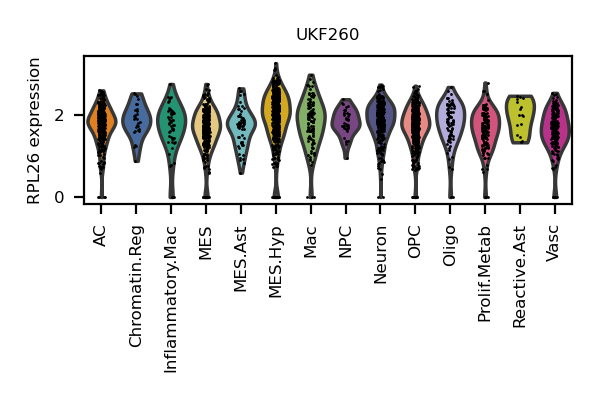 UKF260
RPL26 expression
2
0
AC
Chromatin.Reg
Inflammatory.Mac
MES
MES.Ast
MES.Hyp
Mac
NPC
Neuron
OPC
Oligo
Prolif.Metab
Reactive.Ast
Vasc